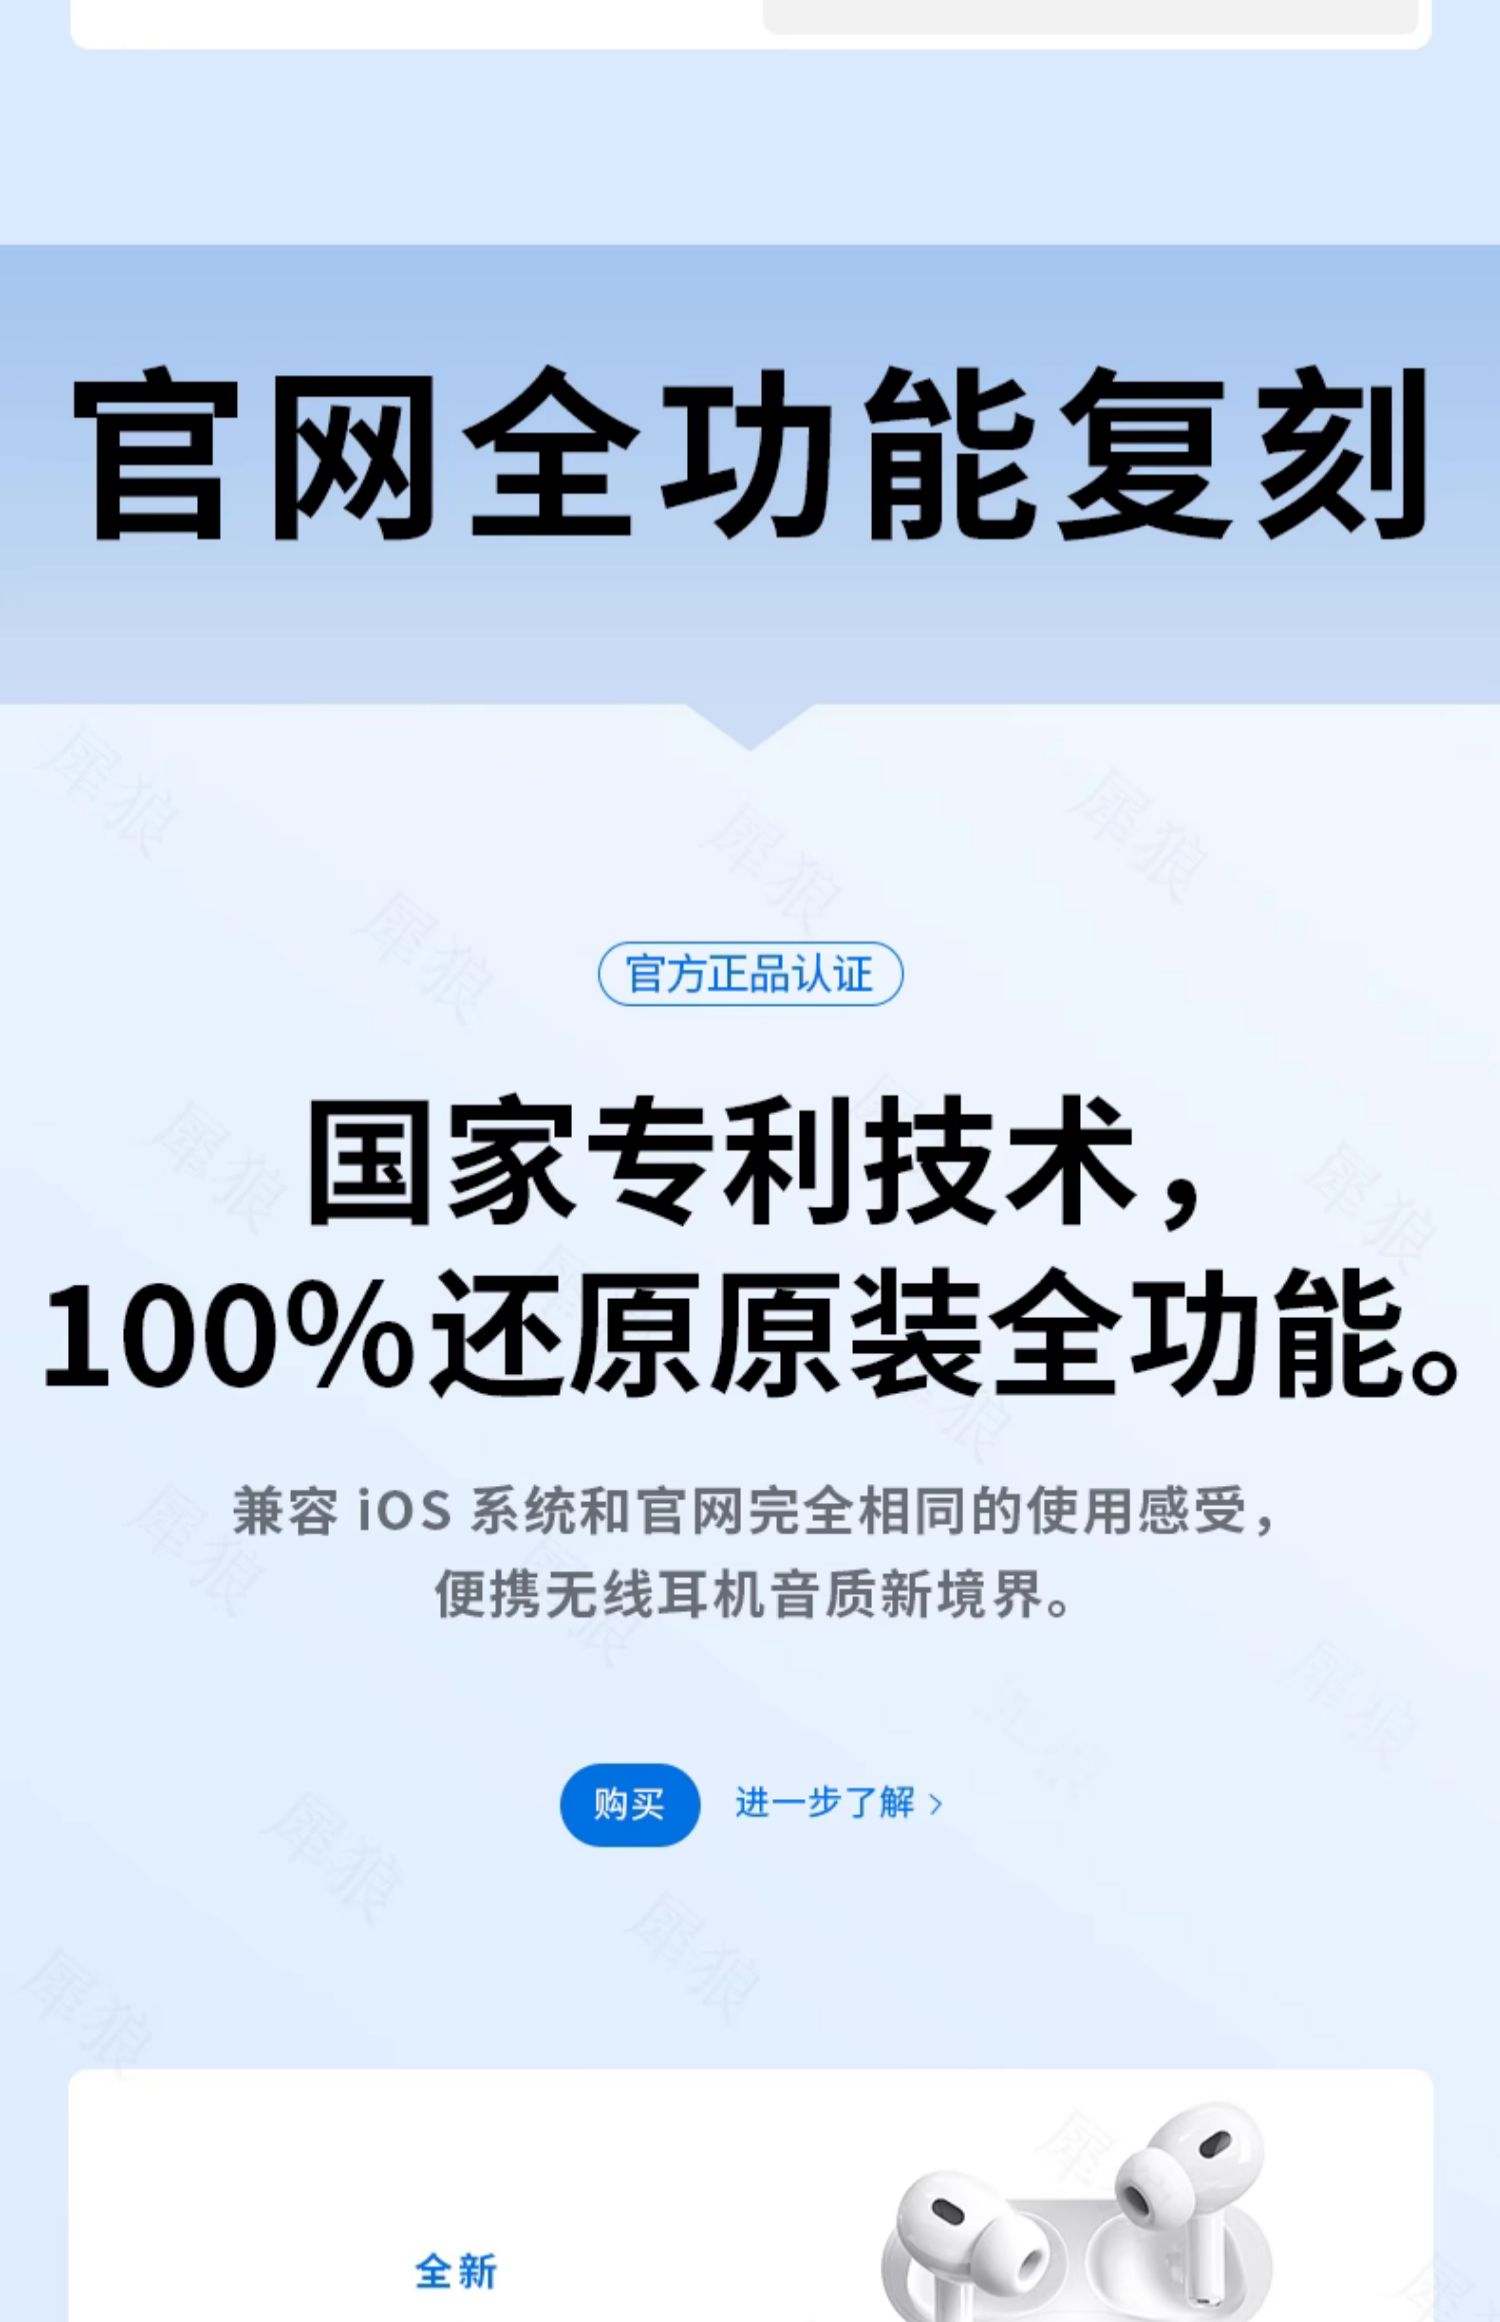 官网全功能复刻
官方正品认证
国家专利技术，
100%还原原装全功能。
兼容 iOS 系统和官网完全相同的使用感受，
便携无线耳机音质新境界。
购买 进一步了解 >
全新
犀狼